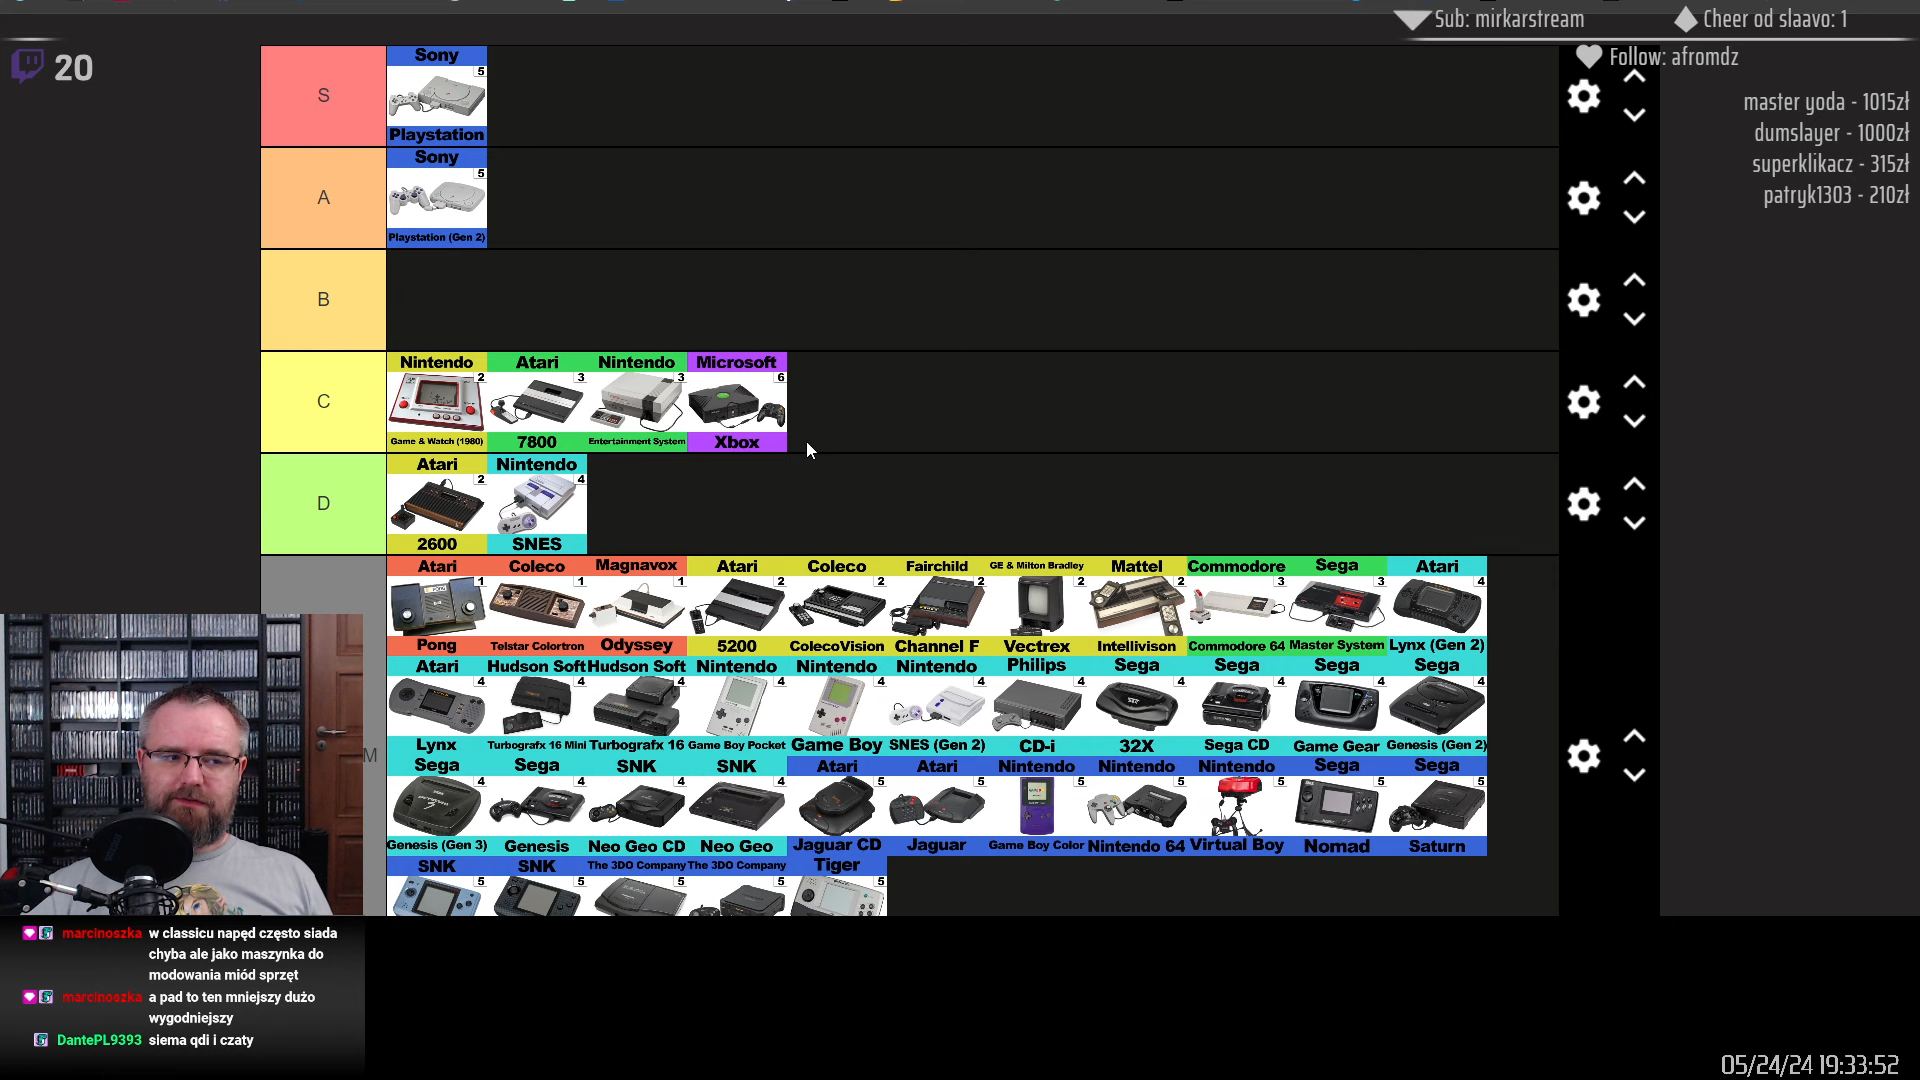 Sub: mirkarstream
Cheer od slaavo: 1
20
Follow: afromdz
master yoda - 1015zł
dumslayer - 1000zł
superklikacz - 315zł
patryk1303 - 210zł
S
Sony
5
Playstation
A
Sony
5
Playstation (Gen 2)
B
C
Nintendo Atari Nintendo Microsoft
2 3 3 6
Game & Watch (1980) 7800 Entertainment System Xbox
D
Atari Nintendo
2 4
2600 SNES
Atari Coleco Magnavox Atari Coleco Fairchild GE & Milton Bradley Mattel Commodore Sega Atari
1 1 1 2 2 2 2 2 3 3 4
Pong Telstar Colortron Odyssey 5200 ColecoVision Channel F Vectrex Intellivison Commodore 64 Master System Lynx (Gen 2)
Atari Hudson Soft Hudson Soft Nintendo Nintendo Nintendo Philips Sega Sega Sega Sega
4 4 4 4 4 4 4 4 4 4 4
Lynx Turbografx 16 Mini Turbografx 16 Game Boy Pocket Game Boy SNES (Gen 2) CD-i 32X Sega CD Game Gear Genesis (Gen 2)
M
Sega Sega SNK SNK Atari Atari Nintendo Nintendo Nintendo Sega Sega
4 4 4 4 5 5 5 5 5 5 5
Genesis (Gen 3) Genesis Neo Geo CD Neo Geo Jaguar CD Jaguar Game Boy Color Nintendo 64 Virtual Boy Nomad Saturn
SNK SNK The 3DO Company The 3DO Company Tiger
5 5 5 5 5
marcinoszka w classicu napęd często siada
chyba ale jako maszynka do
modowania miód sprzęt
marcinoszka a pad to ten mniejszy dużo
wygodniejszy
DantePL9393 siema qdi i czaty
05/24/24 19:33:52